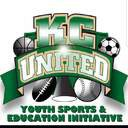 KC
UNITED
YOUTH SPORTS &
EDUCATION INITIATIVE